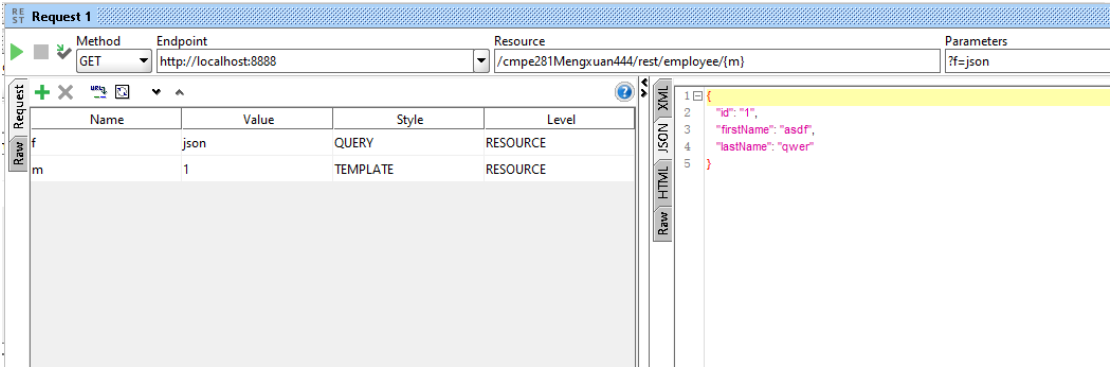 REST Request 1
Method Endpoint Resource Parameters
GET http://localhost:8888 /cmpe281Mengxuan444/rest/employee/{m} ?f=json
Request
Raw
Name Value Style Level
f json QUERY RESOURCE
m 1 TEMPLATE RESOURCE
XML
JSON
HTML
Raw
1 {
2 "id": "1",
3 "firstName": "asdf",
4 "lastName": "qwer"
5 }